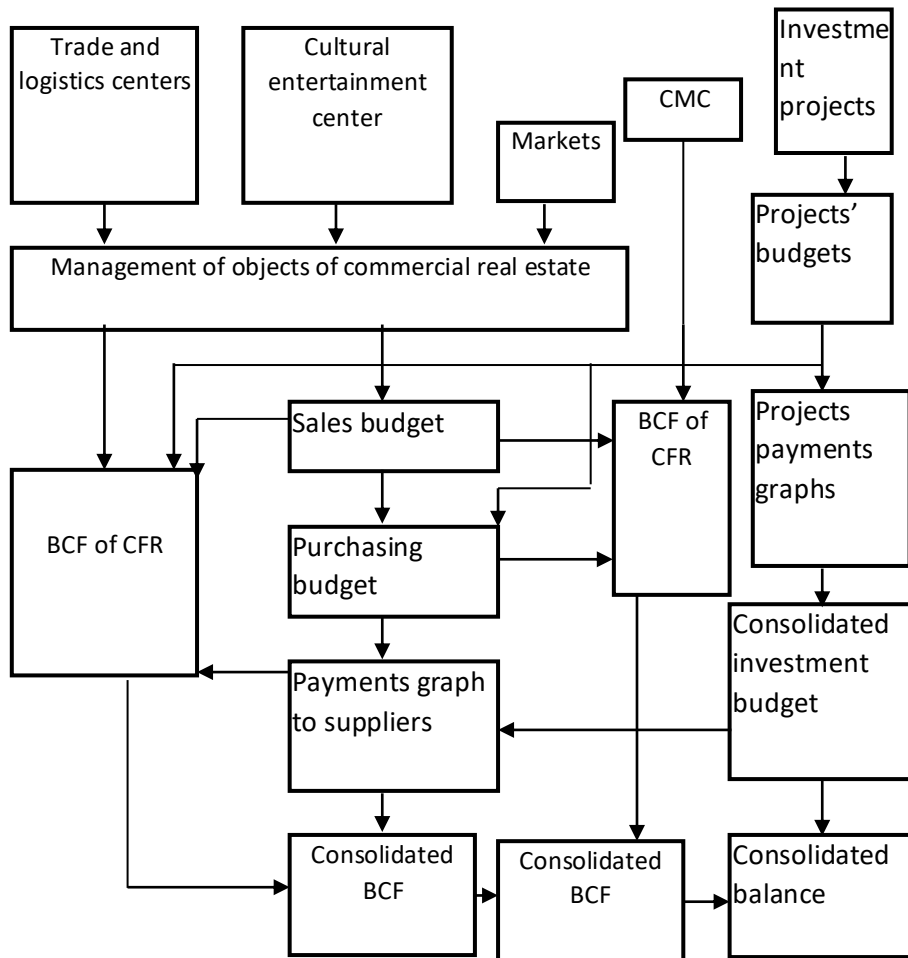 Trade and
logistics centers
Cultural
entertainment
center
Markets
CMC
Investme
nt
projects
Projects’
budgets
Management of objects of commercial real estate
Sales budget
BCF of
CFR
Projects
payments
graphs
BCF of CFR
Purchasing
budget
Consolidated
investment
budget
Payments graph
to suppliers
Consolidated
BCF
Consolidated
BCF
Consolidated
balance